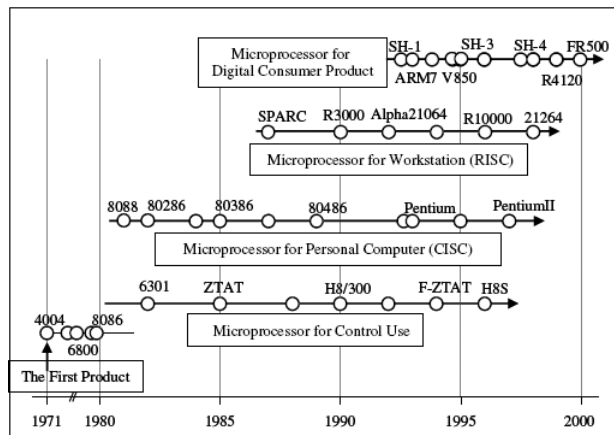 SH-1 SH-3 SH-4 FR500
Microprocessor for
Digital Consumer Product
ARM7 V850 R4120
SPARC R3000 Alpha21064 R10000 21264
Microprocessor for Workstation (RISC)
8088 80286 80386 80486 Pentium PentiumII
Microprocessor for Personal Computer (CISC)
6301 ZTAT H8/300 F-ZTAT H8S
4004 8086
Microprocessor for Control Use
6800
The First Product
1971 1980 1985 1990 1995 2000